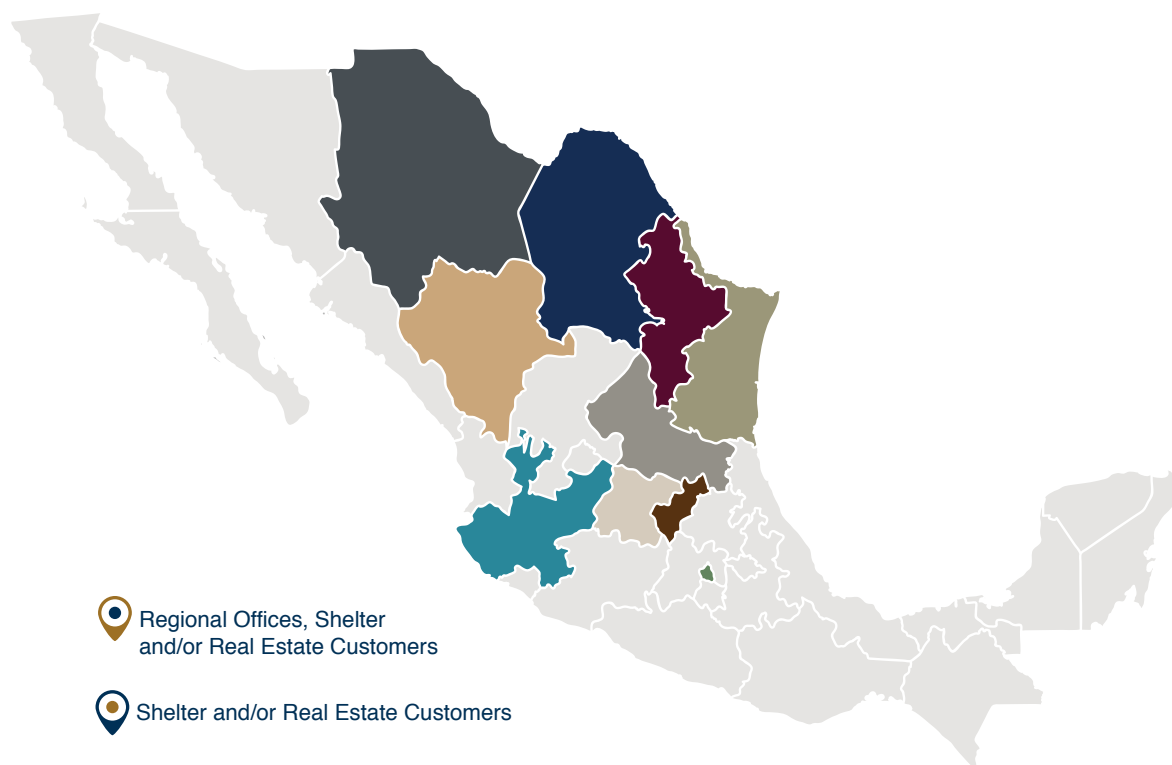 Regional Offices, Shelter
and/or Real Estate Customers
Shelter and/or Real Estate Customers